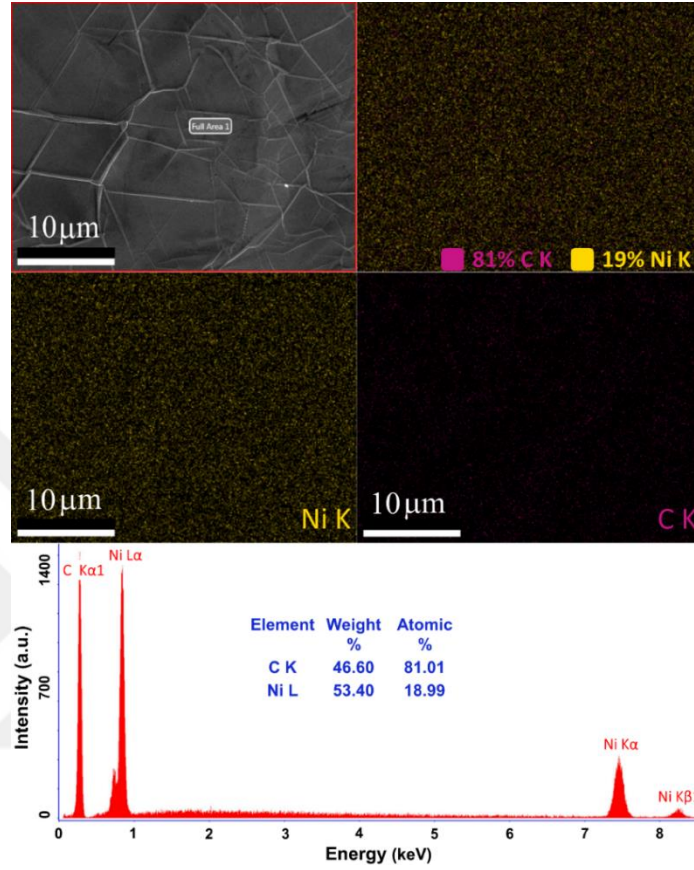 Full Area 1
10μm
81% C K 19% Ni K
10μm
Ni K
10μm
C K
1400
700
0
Intensity (a.u.)
C Kα1
Ni Lα
Element Weight Atomic
% %
C K 46.60 81.01
Ni L 53.40 18.99
Ni Kα
Ni Kβ
0 1 2 3 4 5 6 7 8
Energy (keV)